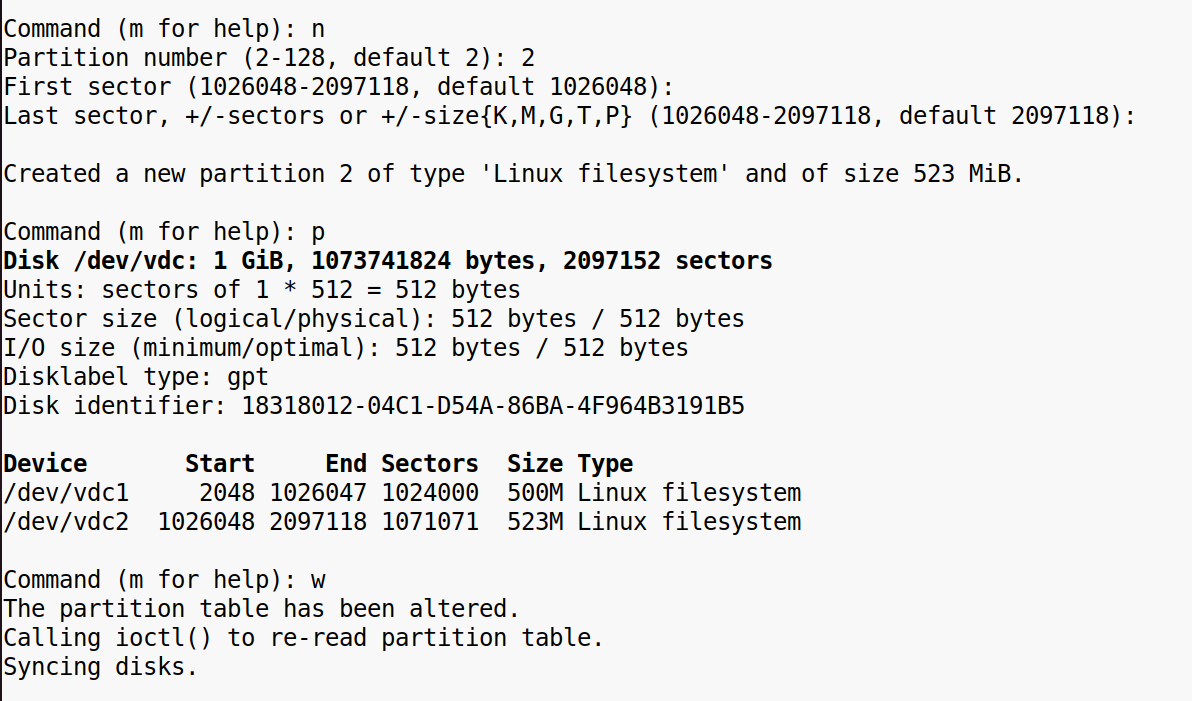 Command (m for help): n
Partition number (2-128, default 2): 2
First sector (1026048-2097118, default 1026048):
Last sector, +/-sectors or +/-size{K,M,G,T,P} (1026048-2097118, default 2097118):
Created a new partition 2 of type 'Linux filesystem' and of size 523 MiB.
Command (m for help): p
Disk /dev/vdc: 1 GiB, 1073741824 bytes, 2097152 sectors
Units: sectors of 1 * 512 = 512 bytes
Sector size (logical/physical): 512 bytes / 512 bytes
I/O size (minimum/optimal): 512 bytes / 512 bytes
Disklabel type: gpt
Disk identifier: 18318012-04C1-D54A-86BA-4F964B3191B5
Device       Start     End Sectors  Size Type
/dev/vdc1     2048 1026047 1024000  500M Linux filesystem
/dev/vdc2  1026048 2097118 1071071  523M Linux filesystem
Command (m for help): w
The partition table has been altered.
Calling ioctl() to re-read partition table.
Syncing disks.